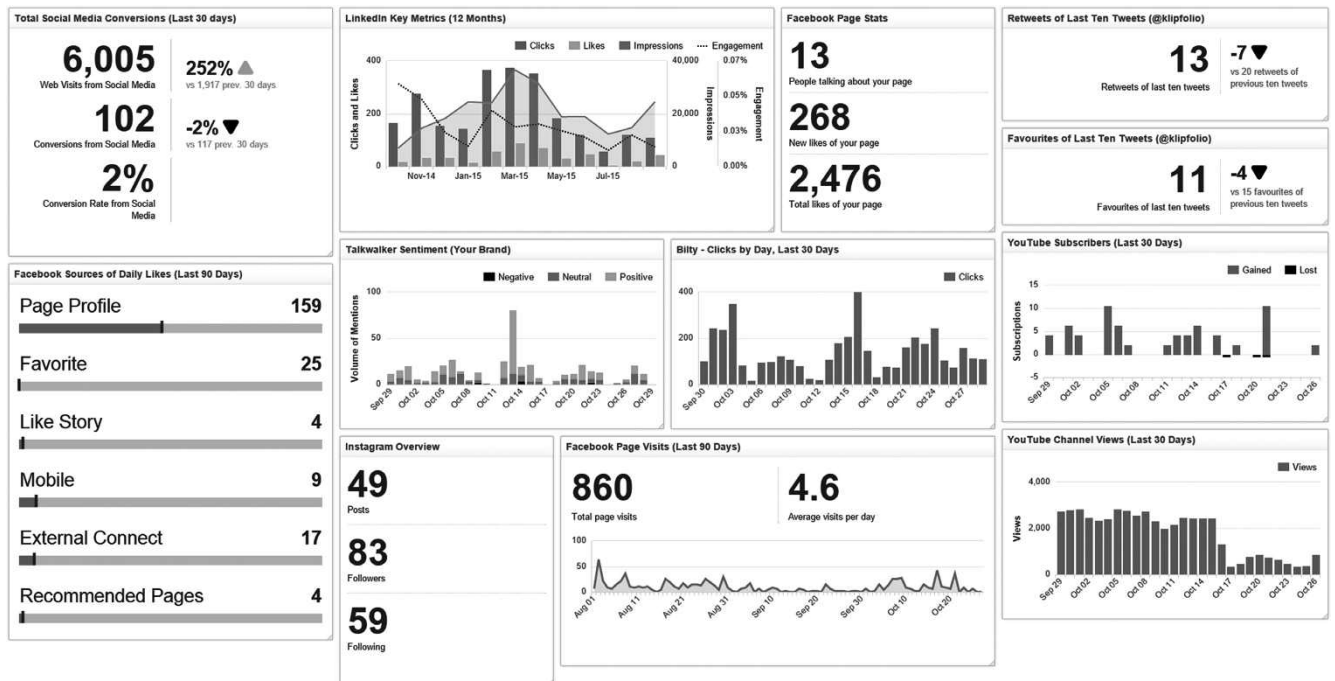 Total Social Media Conversions (Last 30 days)
6,005
Web Visits from Social Media
252%
vs 1,917 prev. 30 days
102
Conversions from Social Media
-2%
vs 117 prev. 30 days
2%
Conversion Rate from Social
Media
Facebook Sources of Daily Likes (Last 90 Days)
Page Profile 159
Favorite 25
Like Story 4
Mobile 9
External Connect 17
Recommended Pages 4
LinkedIn Key Metrics (12 Months)
Clicks Likes Impressions Engagement
Clicks and Likes
400
200
0
40,000
20,000
0
Impressions
0.07%
0.05%
0.03%
0.00%
Engagement
Nov-14 Jan-15 Mar-15 May-15 Jul-15
Facebook Page Stats
13
People talking about your page
268
New likes of your page
2,476
Total likes of your page
Retweets of Last Ten Tweets (@klipfolio)
13
Retweets of last ten tweets
-7
vs 20 retweets of
previous ten tweets
Favourites of Last Ten Tweets (@klipfolio)
11
Favourites of last ten tweets
-4
vs 15 favourites of
previous ten tweets
Talkwalker Sentiment (Your Brand)
Negative Neutral Positive
Volume of Mentions
100
50
0
Sep 29 Oct 02 Oct 05 Oct 08 Oct 11 Oct 14 Oct 17 Oct 20 Oct 23 Oct 26 Oct 29
Bilty - Clicks by Day, Last 30 Days
Clicks
400
200
0
Sep 30 Oct 03 Oct 06 Oct 09 Oct 12 Oct 15 Oct 18 Oct 21 Oct 24 Oct 27
YouTube Subscribers (Last 30 Days)
Gained Lost
Subscriptions
15
10
5
0
-5
Sep 29 Oct 02 Oct 05 Oct 08 Oct 11 Oct 14 Oct 17 Oct 20 Oct 23 Oct 26
Instagram Overview
49
Posts
83
Followers
59
Following
Facebook Page Visits (Last 90 Days)
860
Total page visits
4.6
Average visits per day
100
50
0
Aug 01 Aug 11 Aug 21 Aug 31 Sep 10 Sep 20 Sep 30 Oct 10 Oct 20
YouTube Channel Views (Last 30 Days)
Views
Views
4,000
2,000
0
Sep 29 Oct 02 Oct 05 Oct 08 Oct 11 Oct 14 Oct 17 Oct 20 Oct 23 Oct 26